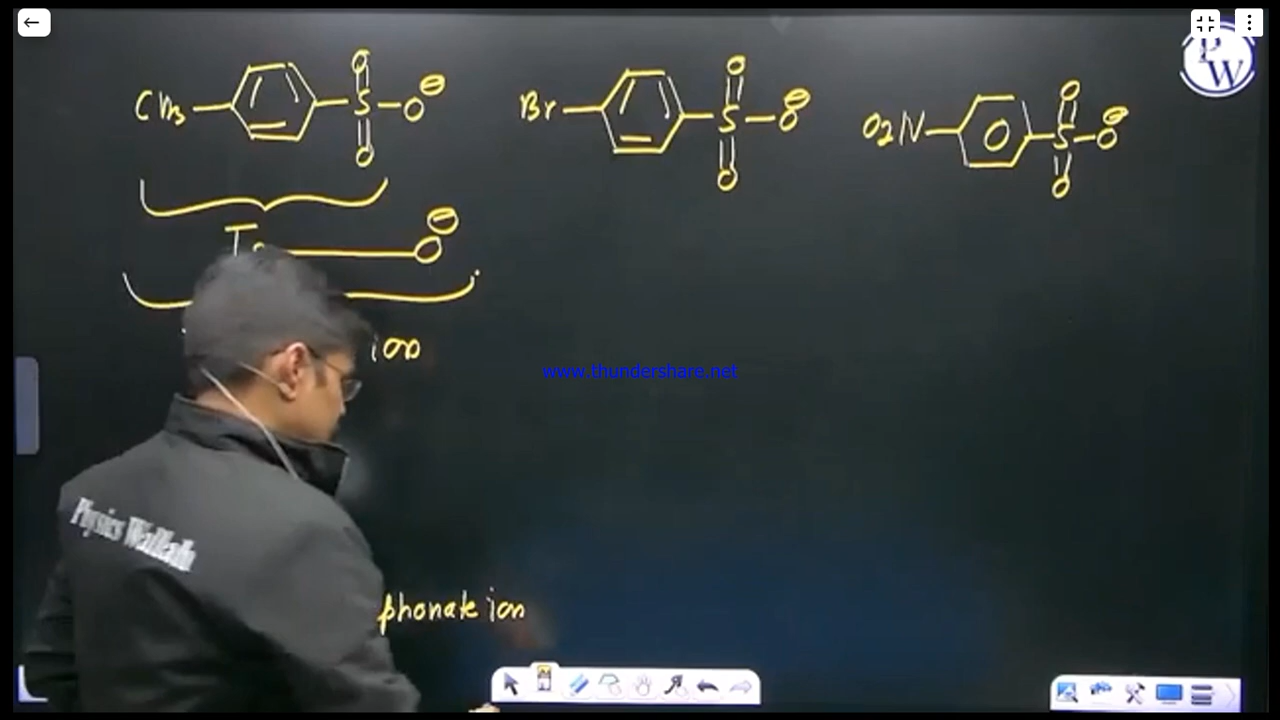 CH3 S O O O⊖
Br S O O O⊖
O2N S O O O⊖
Ts O⊖
ion
www.thundershare.net
Physics Wallah
phonate ion
PW